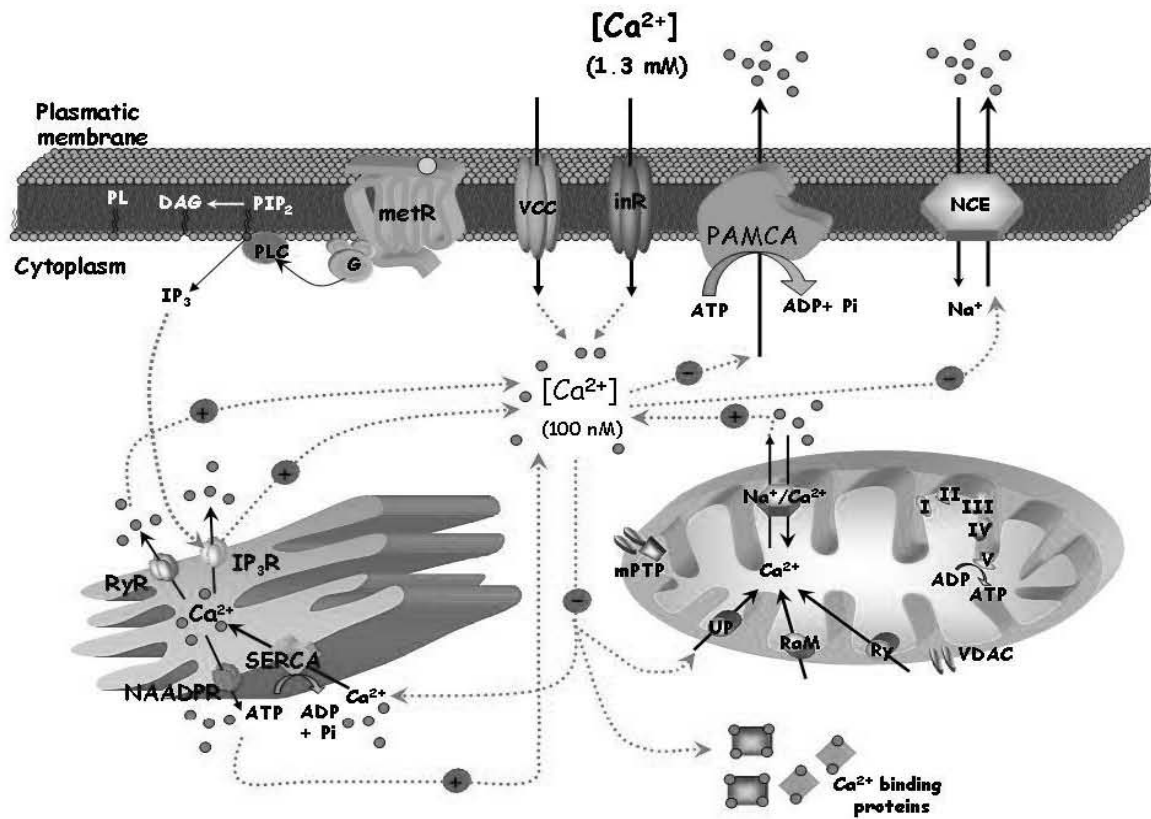 [Ca²⁺]
(1.3 mM)
Plasmatic
membrane
PL
DAG
PIP₂
metR
VCC
inR
NCE
PAMCA
Cytoplasm
PLC
G
IP₃
ATP
ADP+ Pi
Na⁺
[Ca²⁺]
(100 nM)
−
−
+
+
+
Na⁺/Ca²⁺
I
II
III
IV
V
ADP
ATP
mPTP
Ca²⁺
RyR
IP₃R
Ca²⁺
−
UP
RaM
Ry
VDAC
SERCA
NAADPR
ATP
ADP
+ Pi
Ca²⁺
+
Ca²⁺ binding
proteins